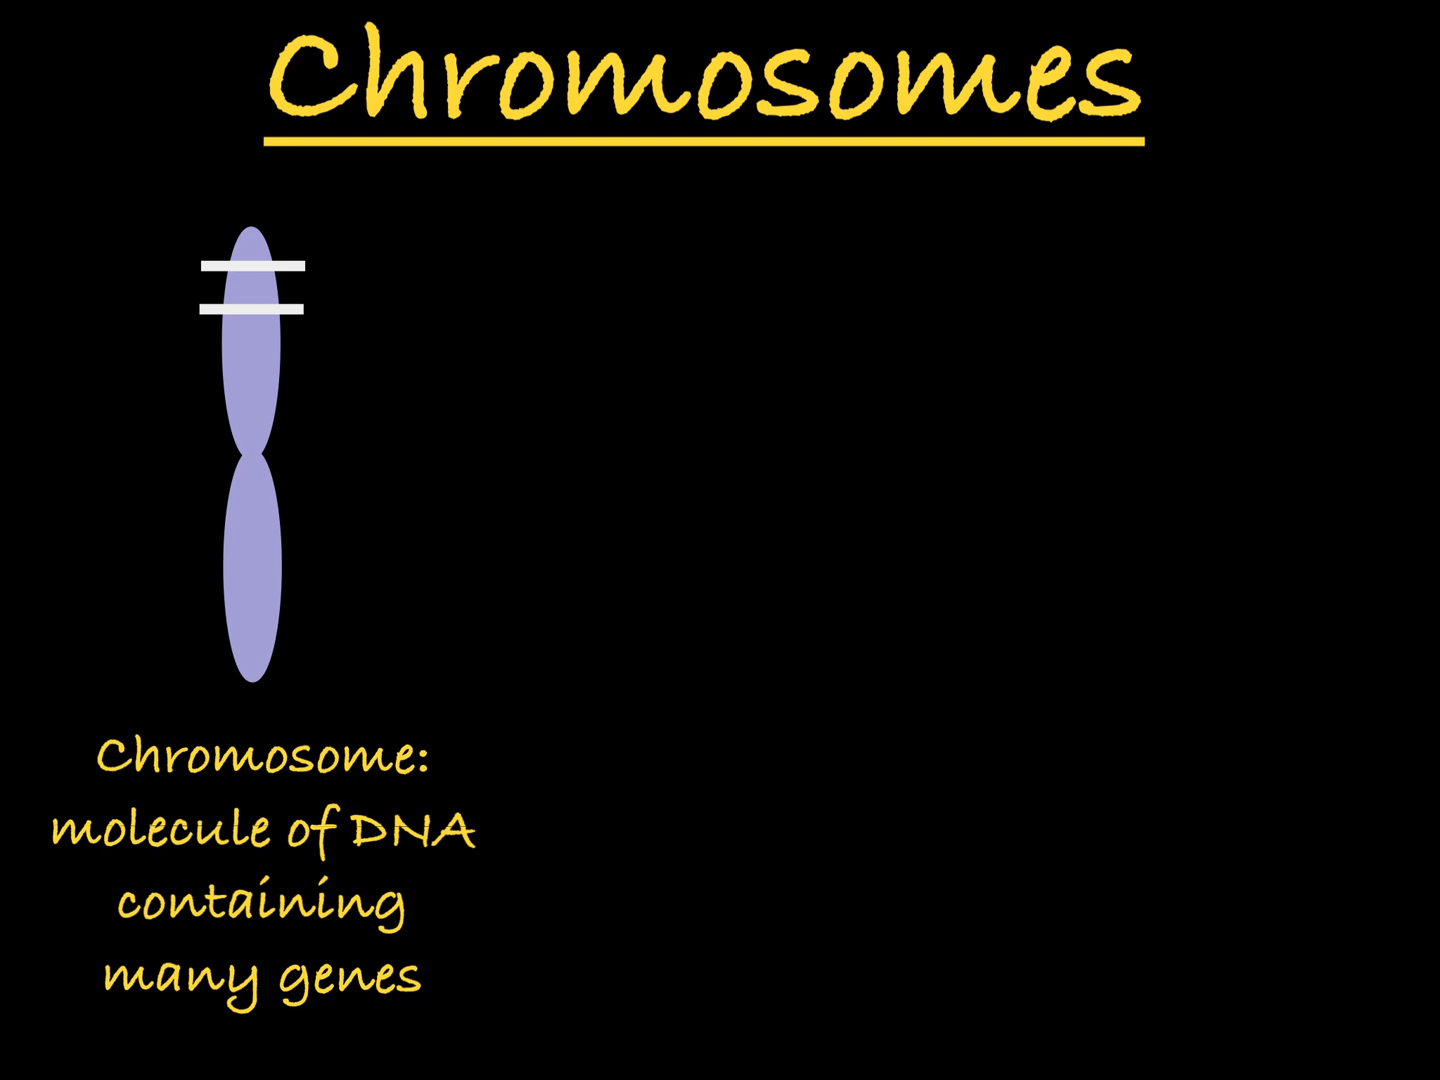 Chromosomes
Chromosome:
molecule of DNA
containing
many genes